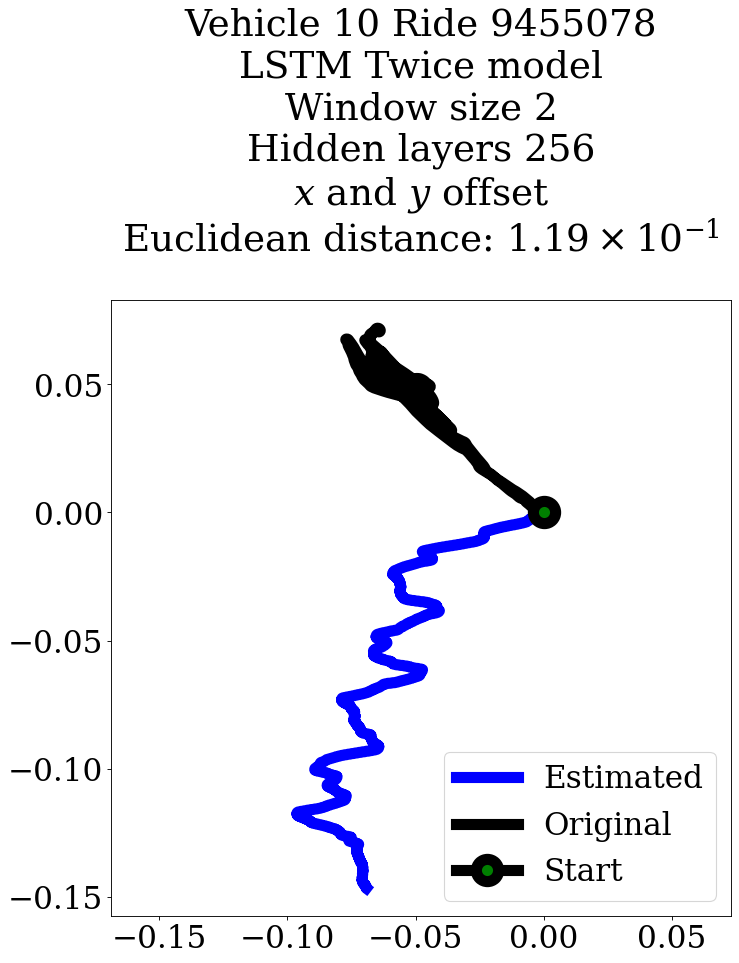 Vehicle 10 Ride 9455078
LSTM Twice model
Window size 2
Hidden layers 256
x and y offset
Euclidean distance: 1.19 × 10⁻¹
0.05
0.00
−0.05
−0.10
−0.15
Estimated
Original
Start
−0.15 −0.10 −0.05 0.00 0.05